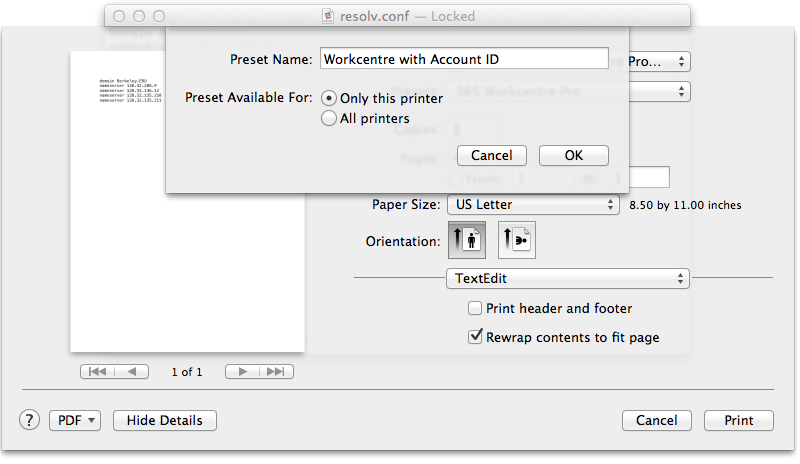 resolv.conf — Locked
Preset Name: Workcentre with Account ID
Pro...
Preset Available For: Only this printer
Presets: 365 Workcentre Pro
All printers
Copies: 1
Cancel OK
Pages:
From: 1 to: 1
Paper Size: US Letter 8.50 by 11.00 inches
Orientation:
TextEdit
Print header and footer
Rewrap contents to fit page
domain Berkeley.EDU
nameserver 128.32.206.9
nameserver 128.32.136.12
nameserver 128.32.135.210
nameserver 128.32.135.211
1 of 1
? PDF Hide Details Cancel Print